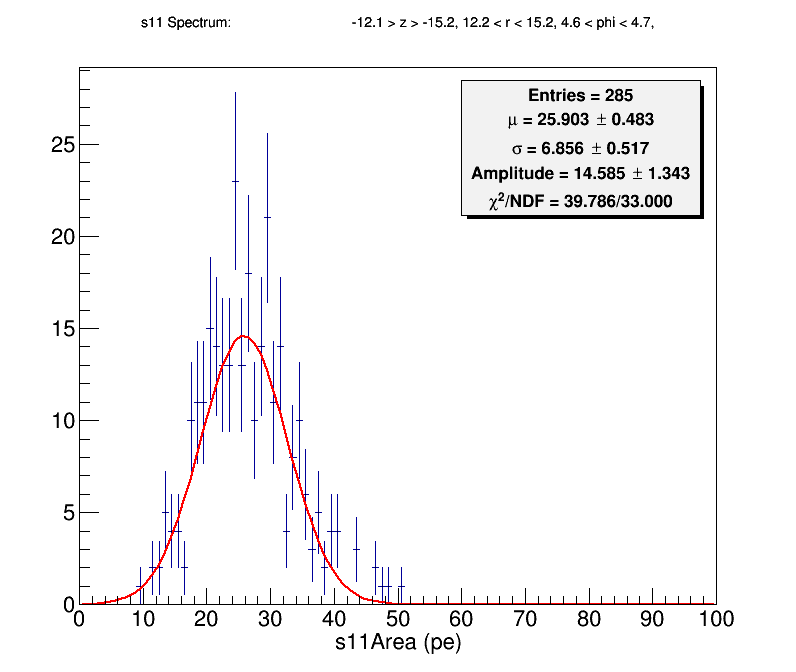 s11 Spectrum: -12.1 > z > -15.2, 12.2 < r < 15.2, 4.6 < phi < 4.7,
Entries = 285
μ = 25.903 ± 0.483
σ = 6.856 ± 0.517
Amplitude = 14.585 ± 1.343
χ²/NDF = 39.786/33.000
25
20
15
10
5
0
0 10 20 30 40 50 60 70 80 90 100
s11Area (pe)